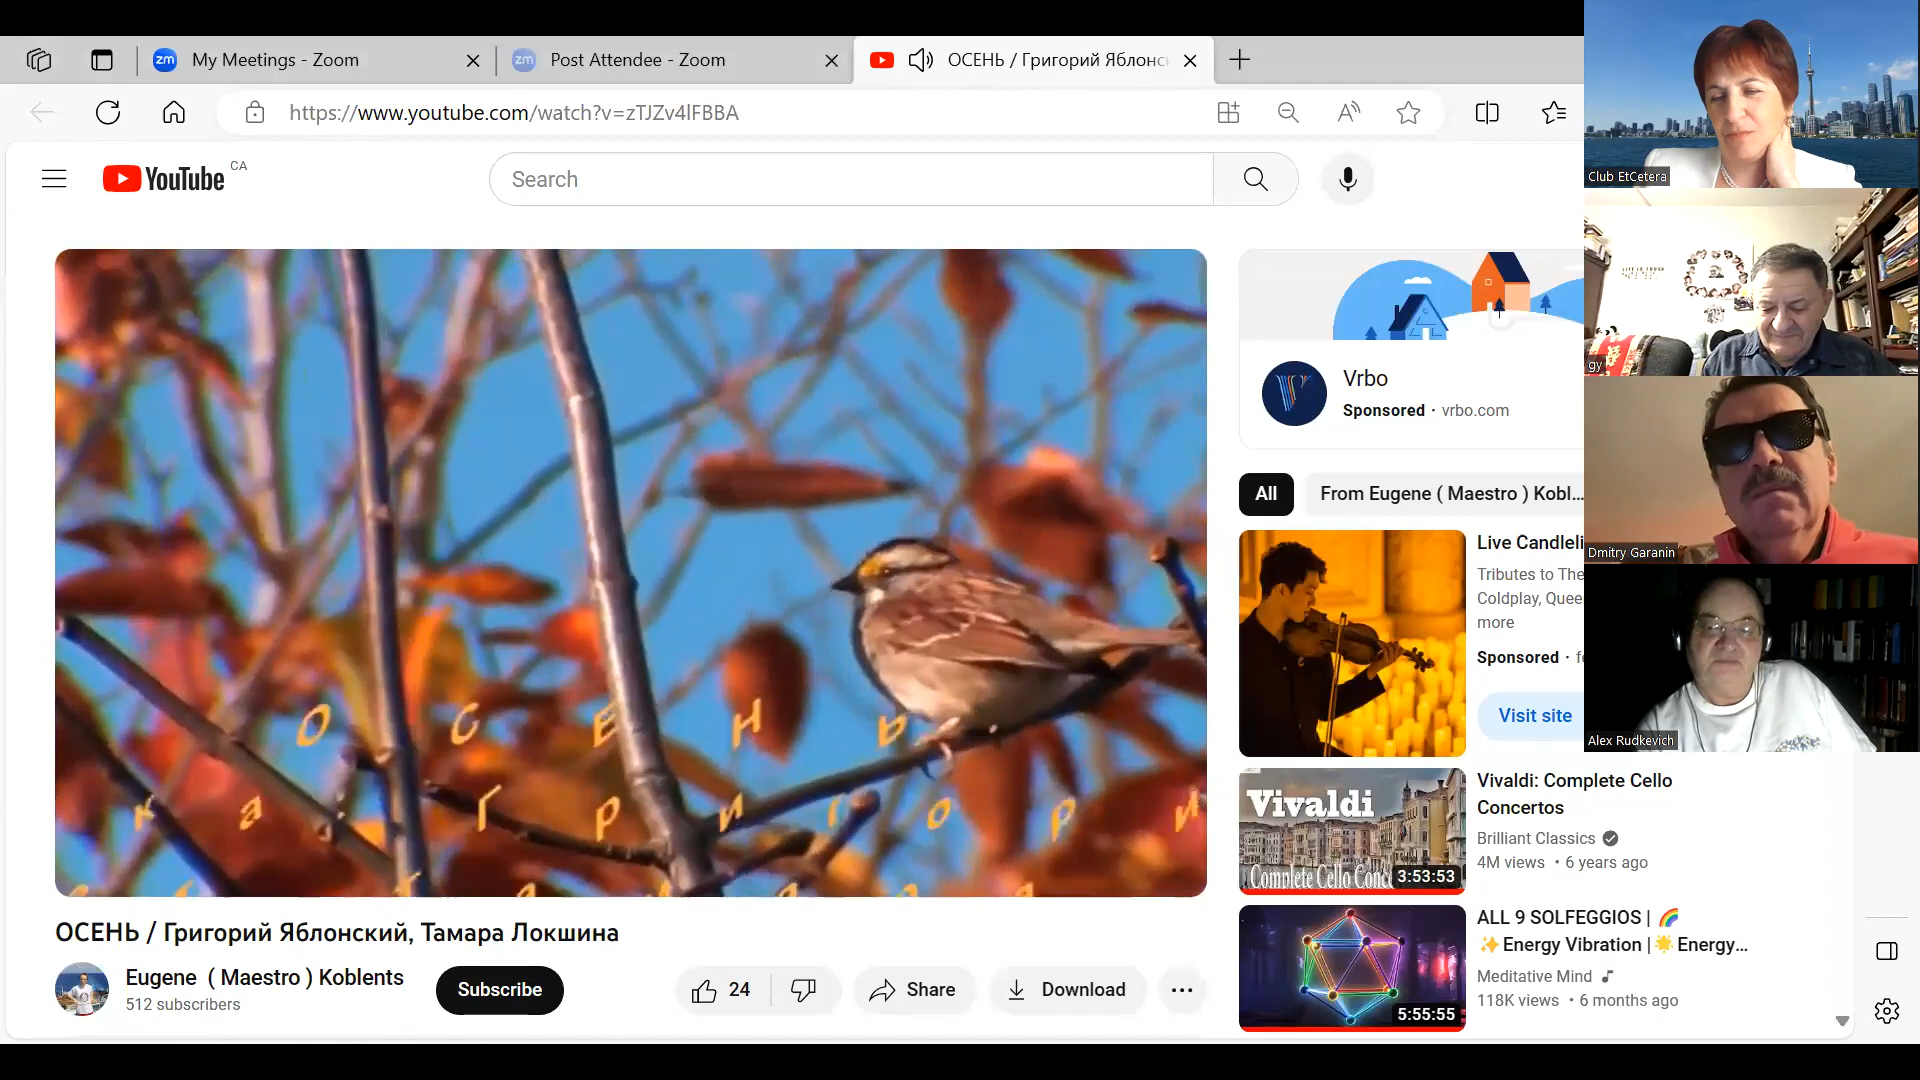 My Meetings - Zoom
Post Attendee - Zoom
ОСЕНЬ / Григорий Яблонс
https://www.youtube.com/watch?v=zTJZv4lFBBA
YouTube CA
Search
Club EtCetera
gy
Dmitry Garanin
Alex Rudkevich
О С Е Н Ь .
Г р и г о р и
Vrbo
Sponsored · vrbo.com
All
From Eugene ( Maestro ) Kobl...
Live Candleli
Tributes to The
Coldplay, Quee
more
Sponsored ·
Visit site
Vivaldi
Complete Cello Conc
3:53:53
Vivaldi: Complete Cello
Concertos
Brilliant Classics
4M views • 6 years ago
5:55:55
ALL 9 SOLFEGGIOS | 🌈
✨Energy Vibration | 🌟Energy...
Meditative Mind
118K views • 6 months ago
ОСЕНЬ / Григорий Яблонский, Тамара Локшина
Eugene ( Maestro ) Koblents
512 subscribers
Subscribe
24
Share
Download